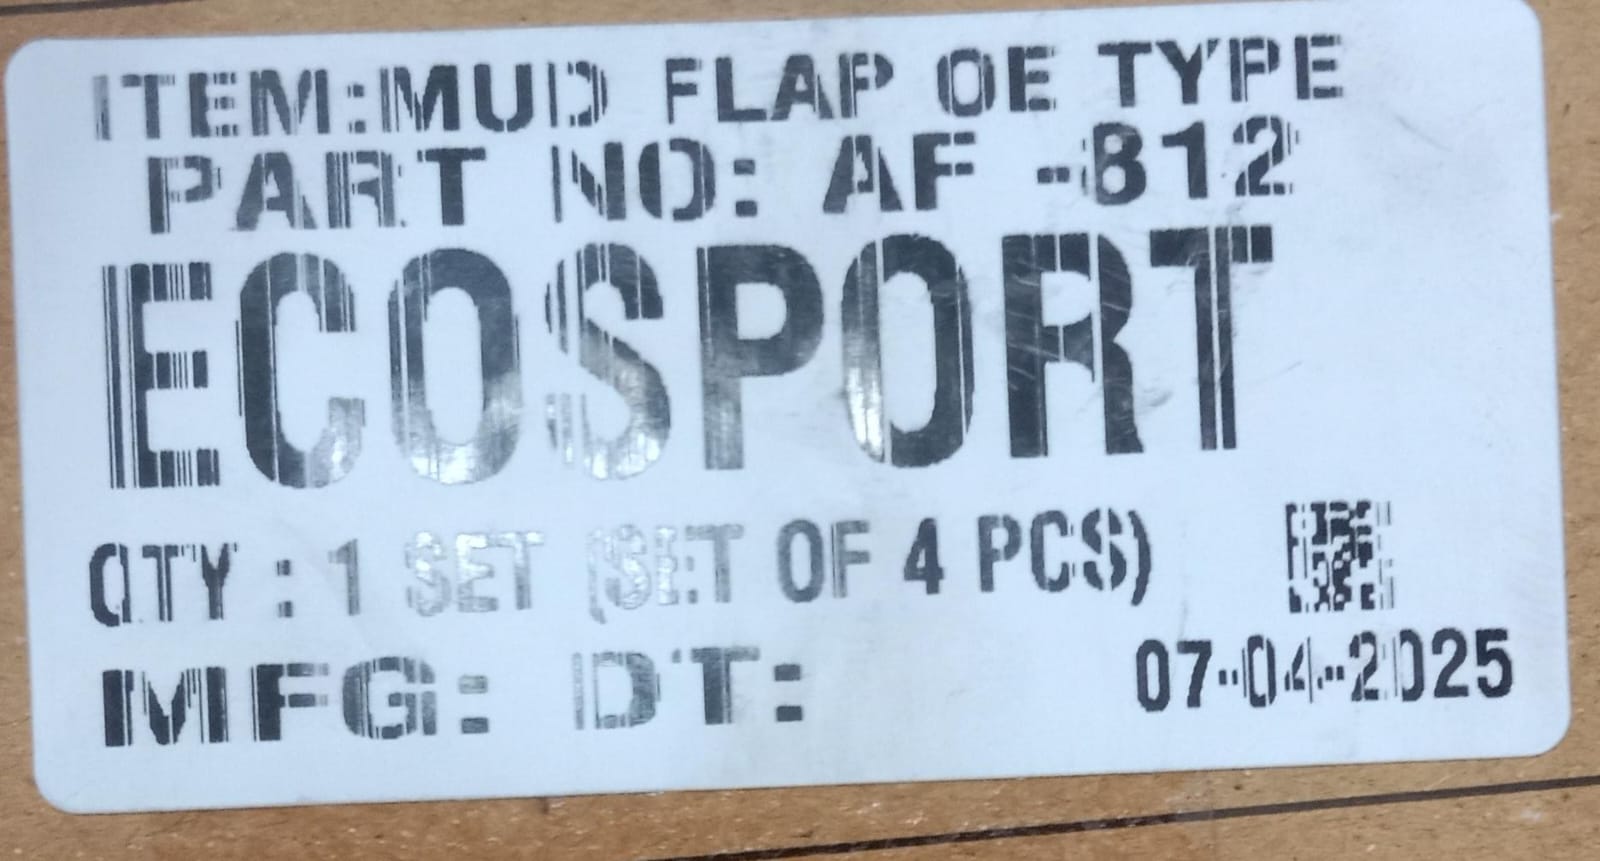 ITEM:MUD FLAP OE TYPE
PART NO: AF -812
ECOSPORT
QTY : 1 SET (SET OF 4 PCS)
MFG: DT: 07-04-2025